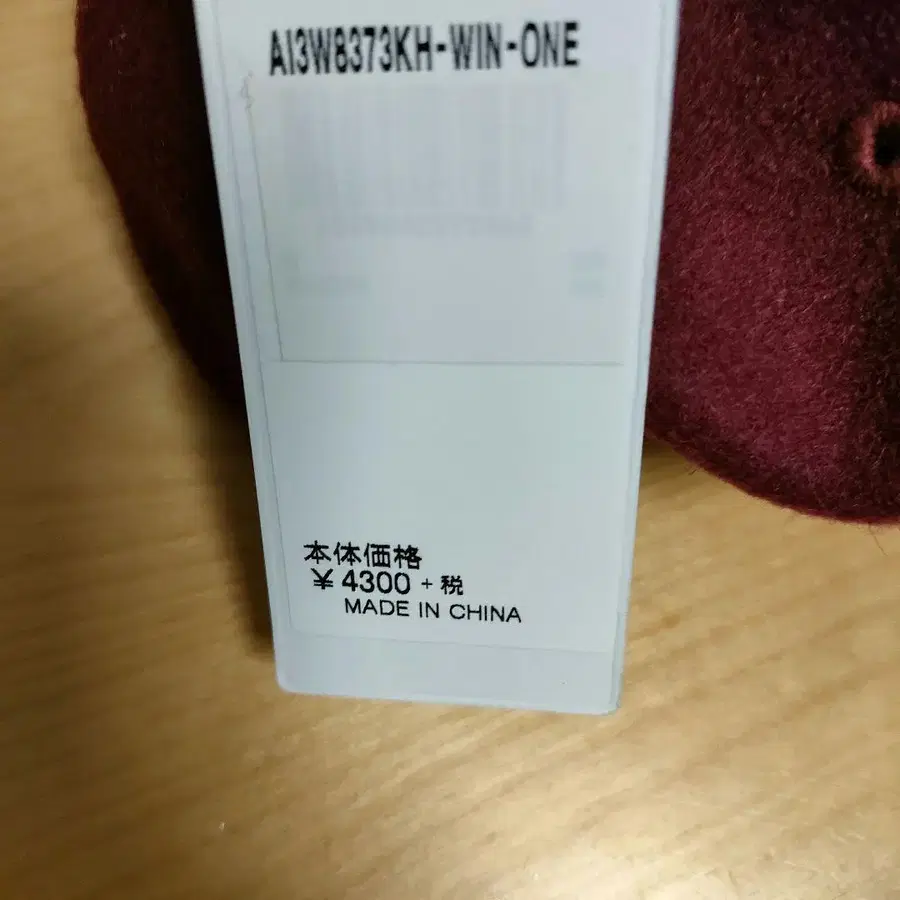 AI3W8373KH-WIN-ONE
本体価格
¥4300+税
MADE IN CHINA